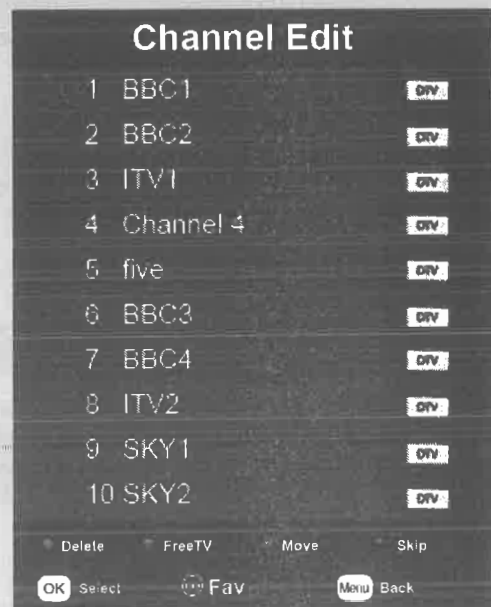 Channel Edit
1 BBC1 DTV
2 BBC2 DTV
3 ITV1 DTV
4 Channel 4 DTV
5 five DTV
6 BBC3 DTV
7 BBC4 DTV
8 ITV2 DTV
9 SKY1 DTV
10 SKY2 DTV
Delete FreeTV Move Skip
OK Select Fav Menu Back